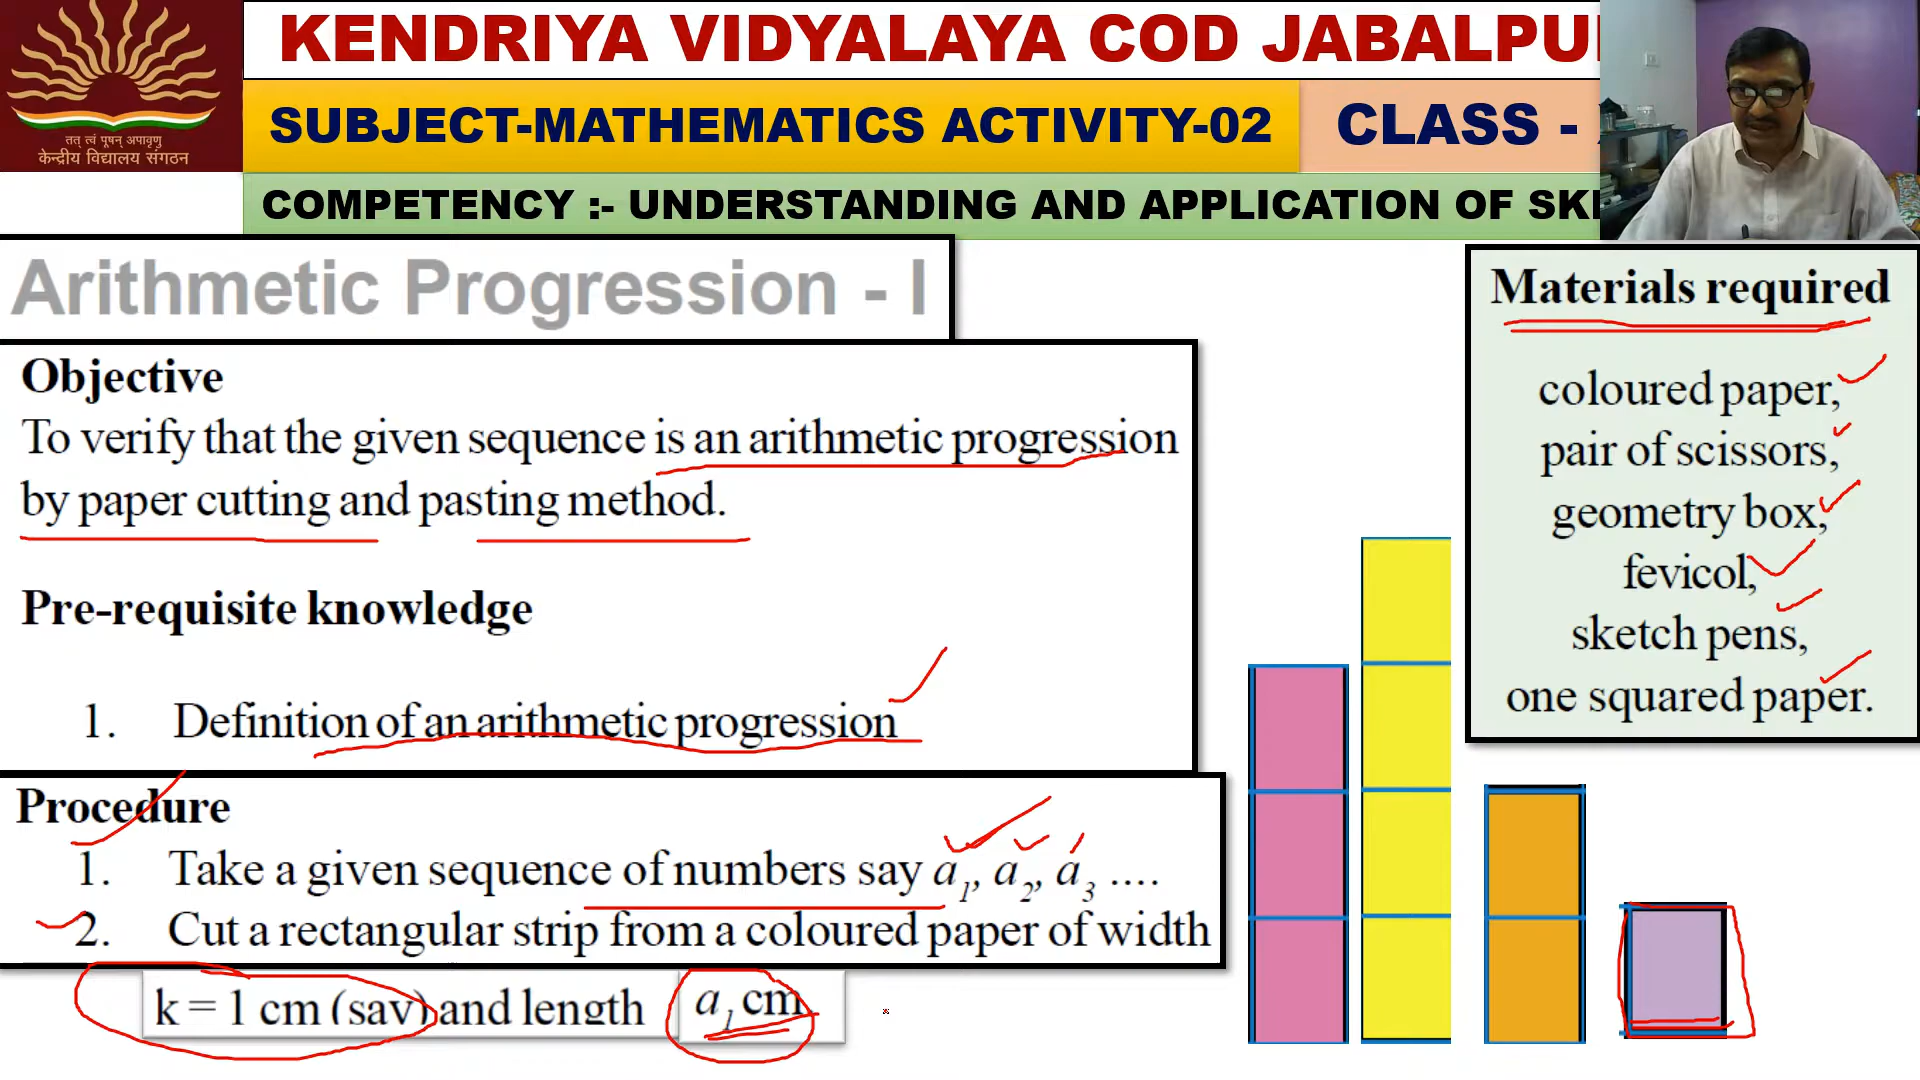 KENDRIYA VIDYALAYA COD JABALPU
SUBJECT-MATHEMATICS ACTIVITY-02
CLASS -
COMPETENCY :- UNDERSTANDING AND APPLICATION OF SK
तत् त्वं पूषन् अपावृणु
केन्द्रीय विद्यालय संगठन
Arithmetic Progression - I
Objective
To verify that the given sequence is an arithmetic progression
by paper cutting and pasting method.
Pre-requisite knowledge
1. Definition of an arithmetic progression
Procedure
1. Take a given sequence of numbers say a₁, a₂, a₃ ....
2. Cut a rectangular strip from a coloured paper of width
k = 1 cm (say) and length a₁ cm
Materials required
coloured paper,
pair of scissors,
geometry box,
fevicol,
sketch pens,
one squared paper.